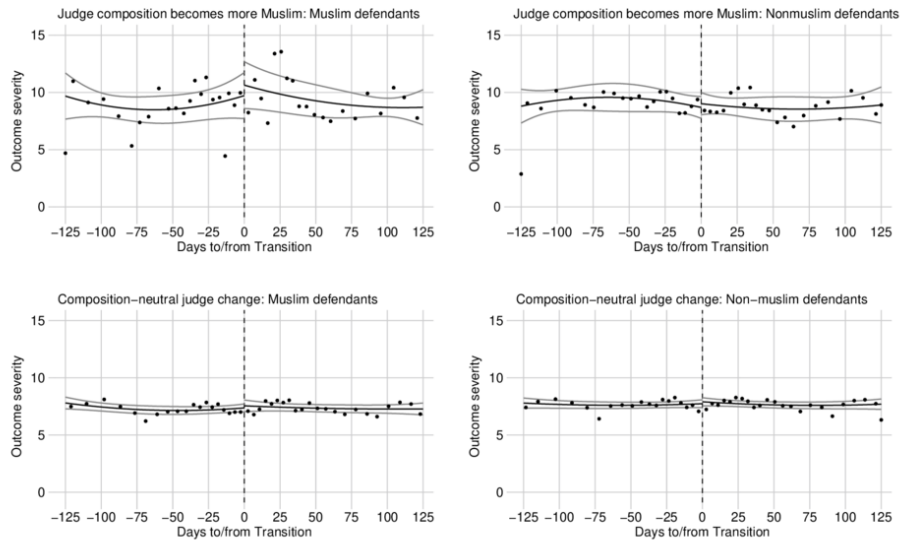 Judge composition becomes more Muslim: Muslim defendants
15
10
5
0
Outcome severity
−125 −100 −75 −50 −25 0 25 50 75 100 125
Days to/from Transition
Judge composition becomes more Muslim: Nonmuslim defendants
15
10
5
0
Outcome severity
−125 −100 −75 −50 −25 0 25 50 75 100 125
Days to/from Transition
Composition−neutral judge change: Muslim defendants
15
10
5
0
Outcome severity
−125 −100 −75 −50 −25 0 25 50 75 100 125
Days to/from Transition
Composition−neutral judge change: Non−muslim defendants
15
10
5
0
Outcome severity
−125 −100 −75 −50 −25 0 25 50 75 100 125
Days to/from Transition